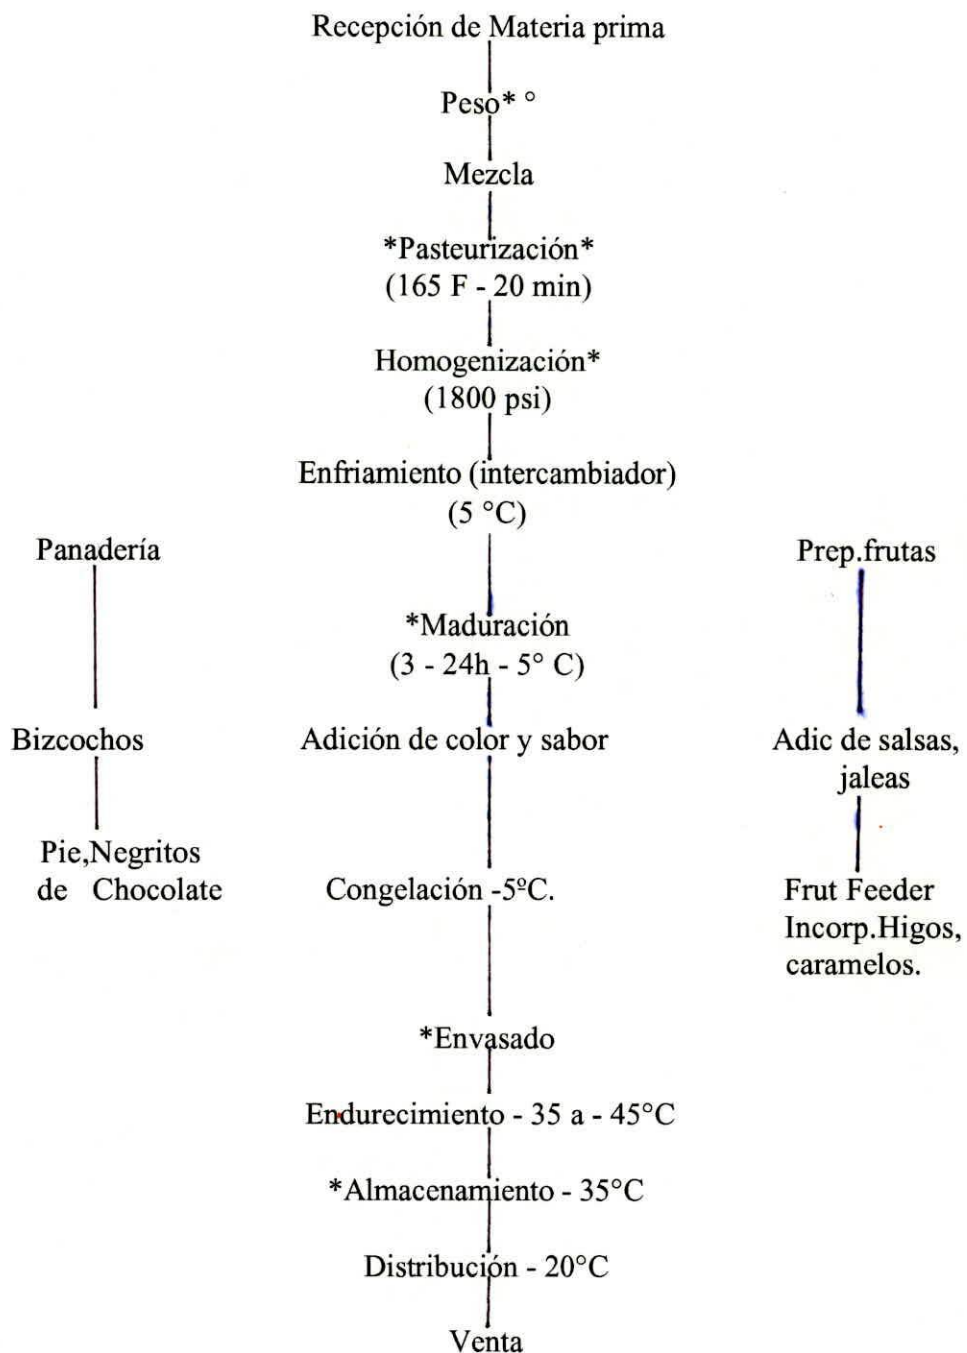 Recepción de Materia prima
Peso* °
Mezcla
*Pasteurización*
(165 F - 20 min)
Homogenización*
(1800 psi)
Enfriamiento (intercambiador)
(5 °C)
Panadería
Prep.frutas
*Maduración
(3 - 24h - 5° C)
Bizcochos
Adición de color y sabor
Adic de salsas,
jaleas
Pie,Negritos
de Chocolate
Congelación -5ºC.
Frut Feeder
Incorp.Higos,
caramelos.
*Envasado
Endurecimiento - 35 a - 45°C
*Almacenamiento - 35°C
Distribución - 20°C
Venta